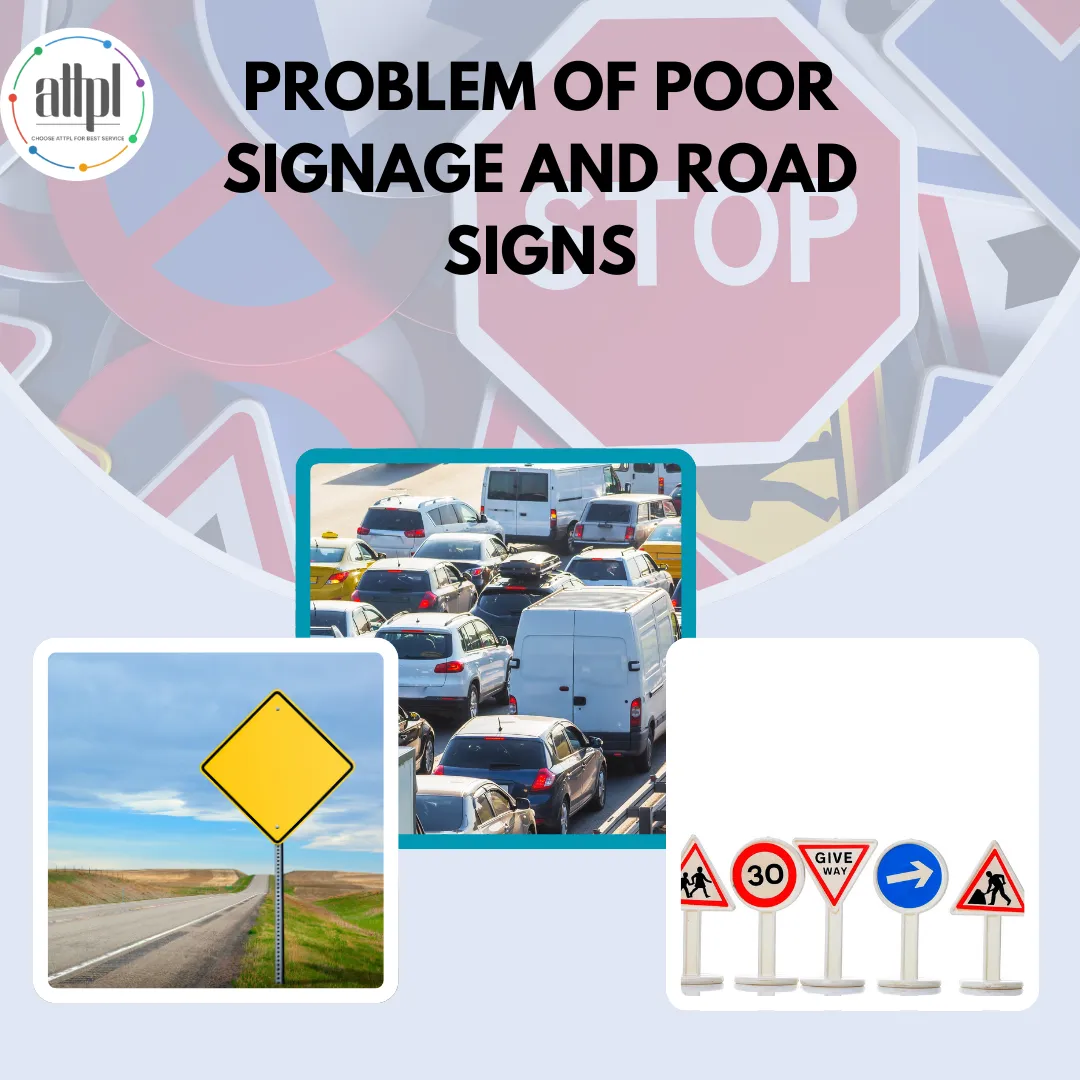 attpl
CHOOSE ATTPL FOR BEST SERVICE
PROBLEM OF POOR
SIGNAGE AND ROAD
SIGNS
STOP
30
GIVE
WAY